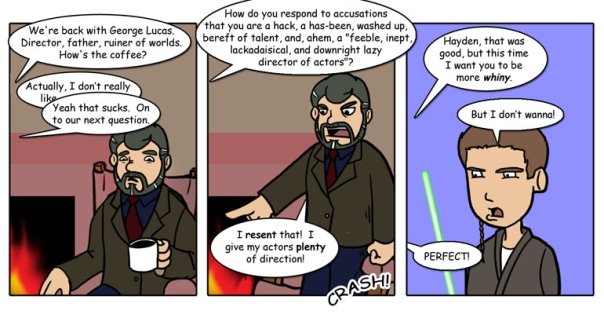 We're back with George Lucas.
Director, father, ruiner of worlds.
How's the coffee?
Actually, I don't really
like
Yeah that sucks. On
to our next question.
How do you respond to accusations
that you are a hack, a has-been, washed up,
bereft of talent, and, ahem, a "feeble, inept,
lackadaisical, and downright lazy
director of actors"?
I resent that! I
give my actors plenty
of direction!
CRASH!
Hayden, that was
good, but this time
I want you to be
more whiny.
But I don't wanna!
PERFECT!